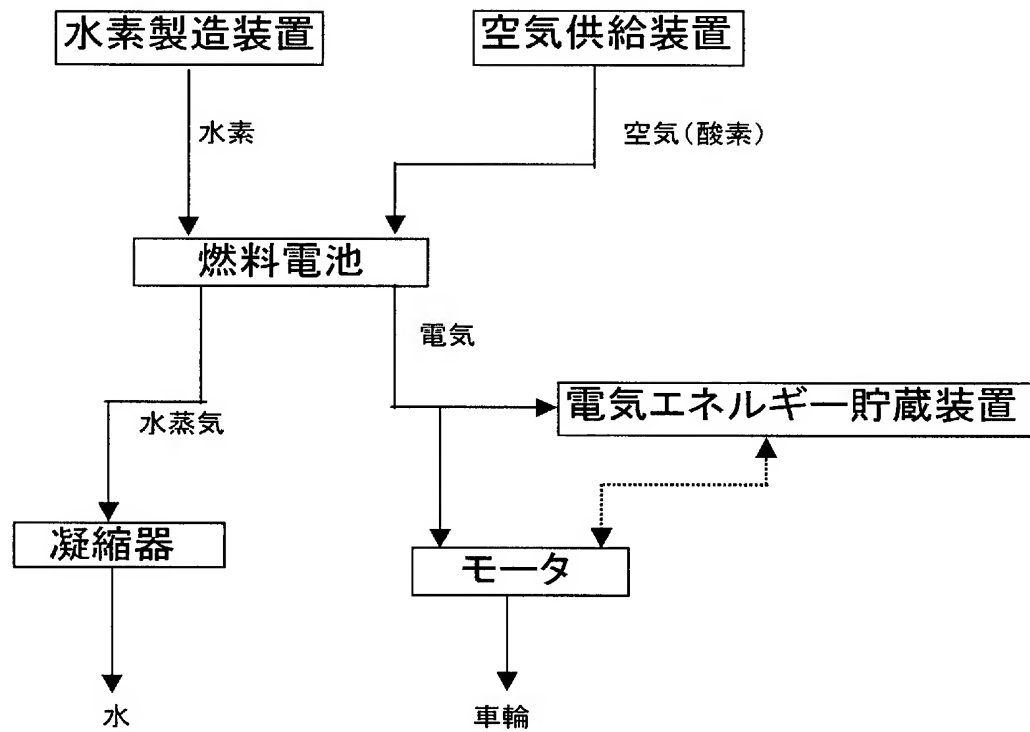 水素製造装置
空気供給装置
水素
空気(酸素)
燃料電池
電気
電気エネルギー貯蔵装置
水蒸気
凝縮器
モータ
水
車輪